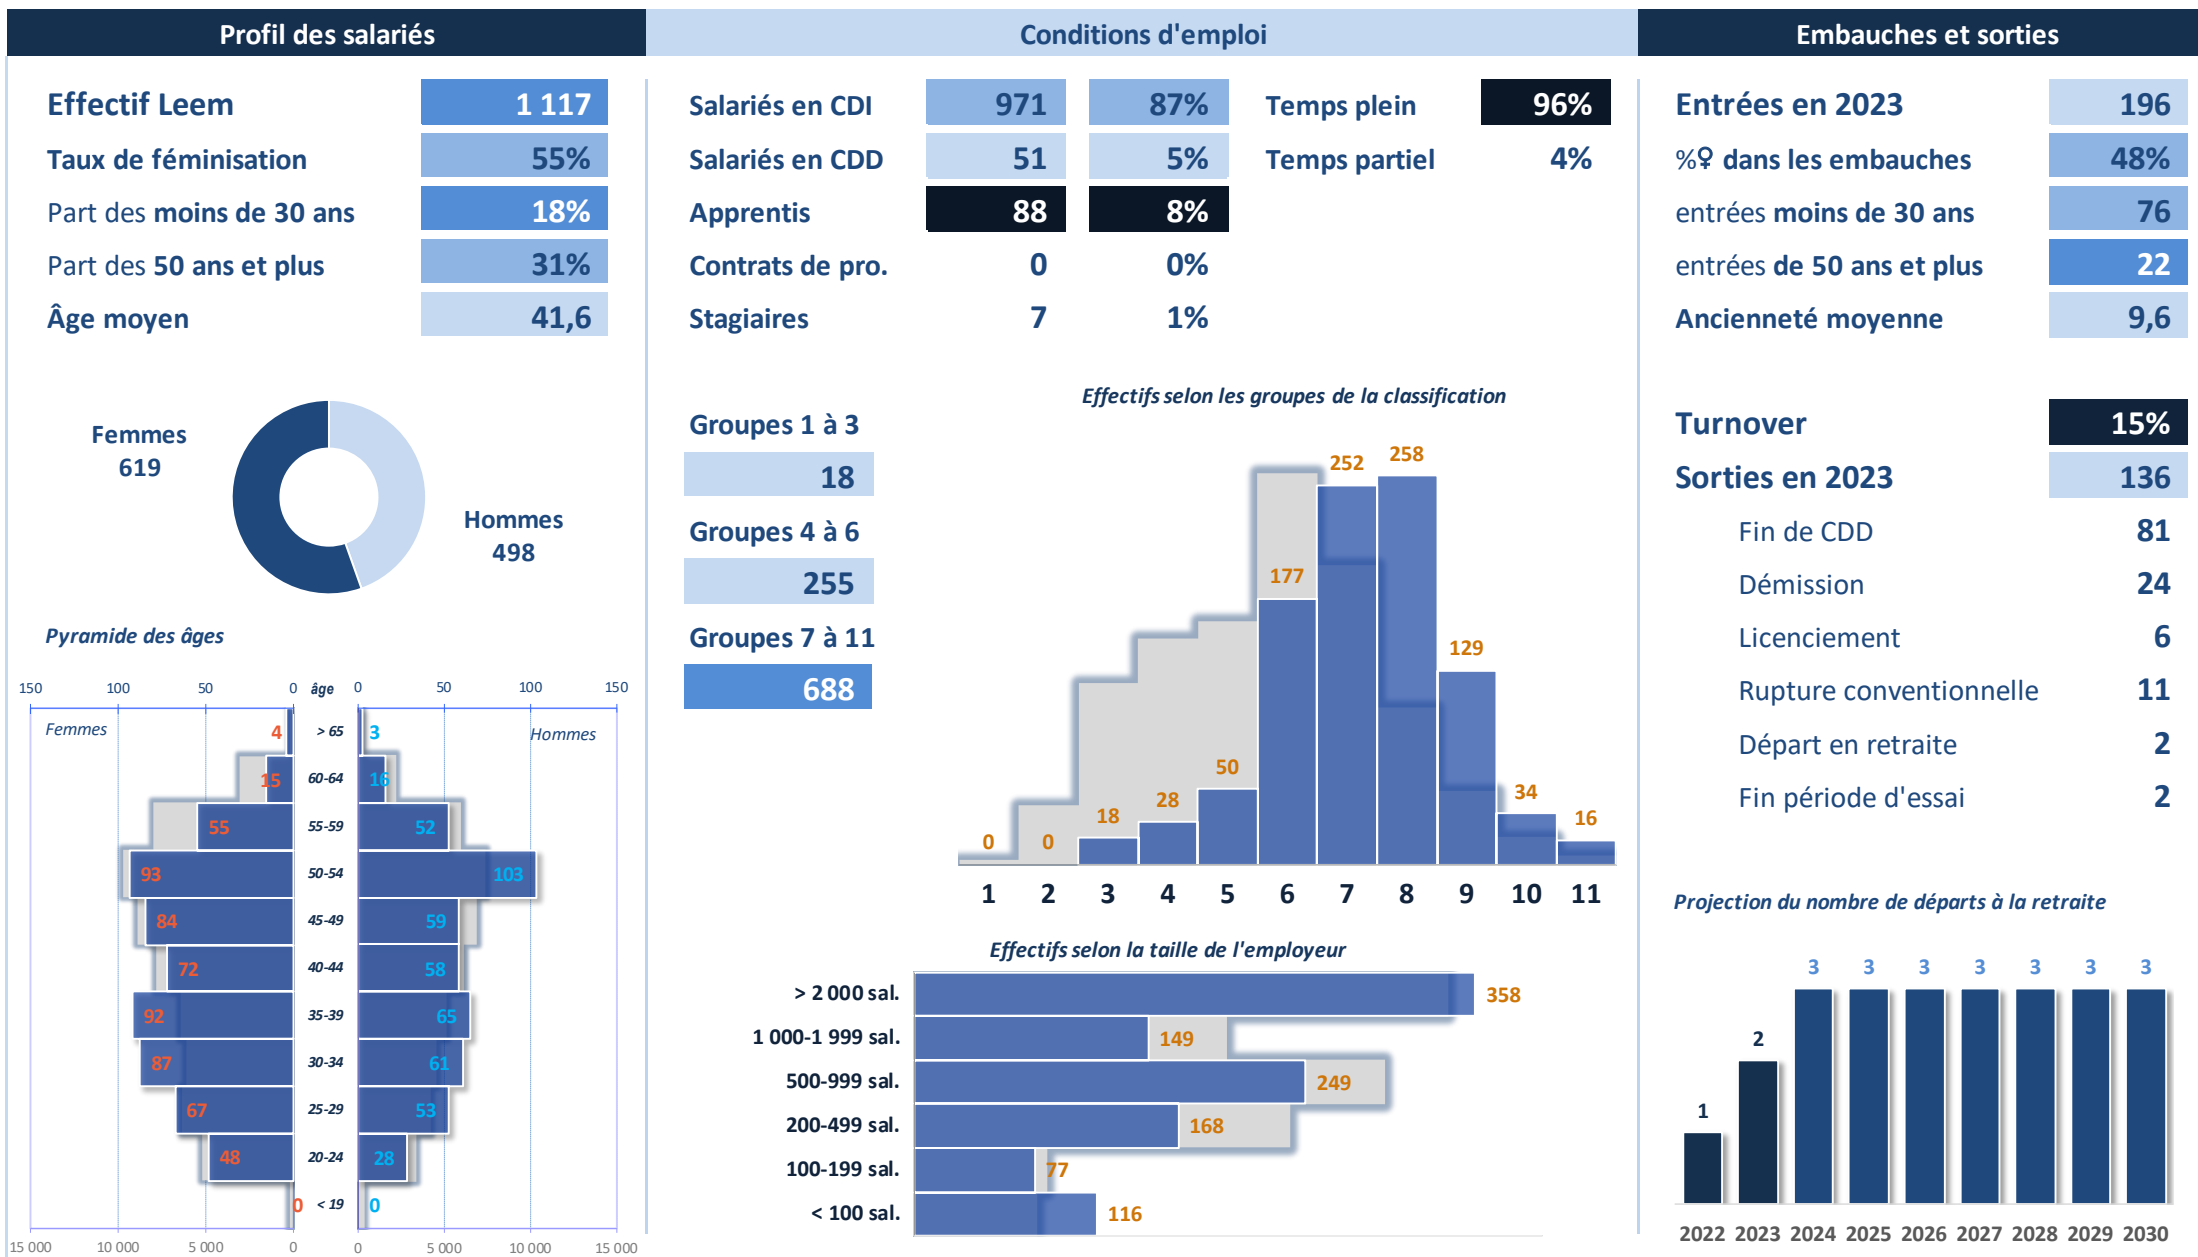 Profil des salariés
Effectif Leem 1 117
Taux de féminisation 55%
Part des moins de 30 ans 18%
Part des 50 ans et plus 31%
Âge moyen 41,6
Femmes
619
Hommes
498
Pyramide des âges
150 100 50 0 âge 0 50 100 150
Femmes Hommes
4 > 65 3
15 60-64 16
55 55-59 52
93 50-54 103
84 45-49 59
72 40-44 58
92 35-39 65
87 30-34 61
67 25-29 53
48 20-24 28
0 < 19 0
15 000 10 000 5 000 0 0 5 000 10 000 15 000
Conditions d'emploi
Salariés en CDI 971 87% Temps plein 96%
Salariés en CDD 51 5% Temps partiel 4%
Apprentis 88 8%
Contrats de pro. 0 0%
Stagiaires 7 1%
Groupes 1 à 3
18
Groupes 4 à 6
255
Groupes 7 à 11
688
Effectifs selon les groupes de la classification
0 0 18 28 50 177 252 258 129 34 16
1 2 3 4 5 6 7 8 9 10 11
Effectifs selon la taille de l'employeur
> 2 000 sal. 358
1 000-1 999 sal. 149
500-999 sal. 249
200-499 sal. 168
100-199 sal. 77
< 100 sal. 116
Embauches et sorties
Entrées en 2023 196
%♀ dans les embauches 48%
entrées moins de 30 ans 76
entrées de 50 ans et plus 22
Ancienneté moyenne 9,6
Turnover 15%
Sorties en 2023 136
Fin de CDD 81
Démission 24
Licenciement 6
Rupture conventionnelle 11
Départ en retraite 2
Fin période d'essai 2
Projection du nombre de départs à la retraite
1 2 3 3 3 3 3 3 3
2022 2023 2024 2025 2026 2027 2028 2029 2030